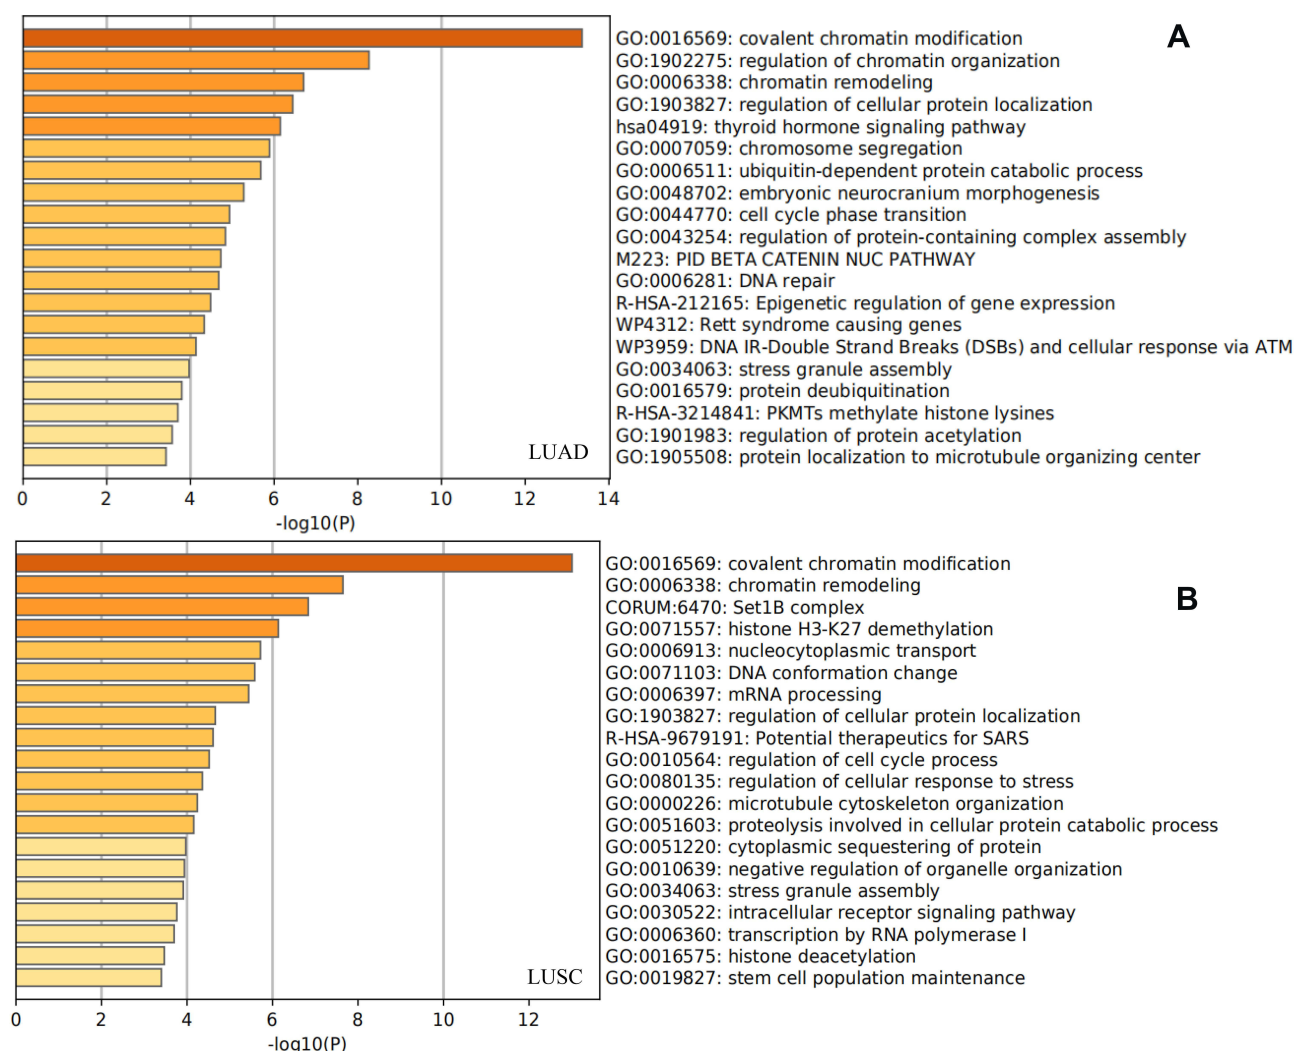 A
GO:0016569: covalent chromatin modification
GO:1902275: regulation of chromatin organization
GO:0006338: chromatin remodeling
GO:1903827: regulation of cellular protein localization
hsa04919: thyroid hormone signaling pathway
GO:0007059: chromosome segregation
GO:0006511: ubiquitin-dependent protein catabolic process
GO:0048702: embryonic neurocranium morphogenesis
GO:0044770: cell cycle phase transition
GO:0043254: regulation of protein-containing complex assembly
M223: PID BETA CATENIN NUC PATHWAY
GO:0006281: DNA repair
R-HSA-212165: Epigenetic regulation of gene expression
WP4312: Rett syndrome causing genes
WP3959: DNA IR-Double Strand Breaks (DSBs) and cellular response via ATM
GO:0034063: stress granule assembly
GO:0016579: protein deubiquitination
R-HSA-3214841: PKMTs methylate histone lysines
GO:1901983: regulation of protein acetylation
GO:1905508: protein localization to microtubule organizing center
LUAD
0 2 4 6 8 10 12 14
-log10(P)
B
GO:0016569: covalent chromatin modification
GO:0006338: chromatin remodeling
CORUM:6470: Set1B complex
GO:0071557: histone H3-K27 demethylation
GO:0006913: nucleocytoplasmic transport
GO:0071103: DNA conformation change
GO:0006397: mRNA processing
GO:1903827: regulation of cellular protein localization
R-HSA-9679191: Potential therapeutics for SARS
GO:0010564: regulation of cell cycle process
GO:0080135: regulation of cellular response to stress
GO:0000226: microtubule cytoskeleton organization
GO:0051603: proteolysis involved in cellular protein catabolic process
GO:0051220: cytoplasmic sequestering of protein
GO:0010639: negative regulation of organelle organization
GO:0034063: stress granule assembly
GO:0030522: intracellular receptor signaling pathway
GO:0006360: transcription by RNA polymerase I
GO:0016575: histone deacetylation
GO:0019827: stem cell population maintenance
LUSC
0 2 4 6 8 10 12
-log10(P)